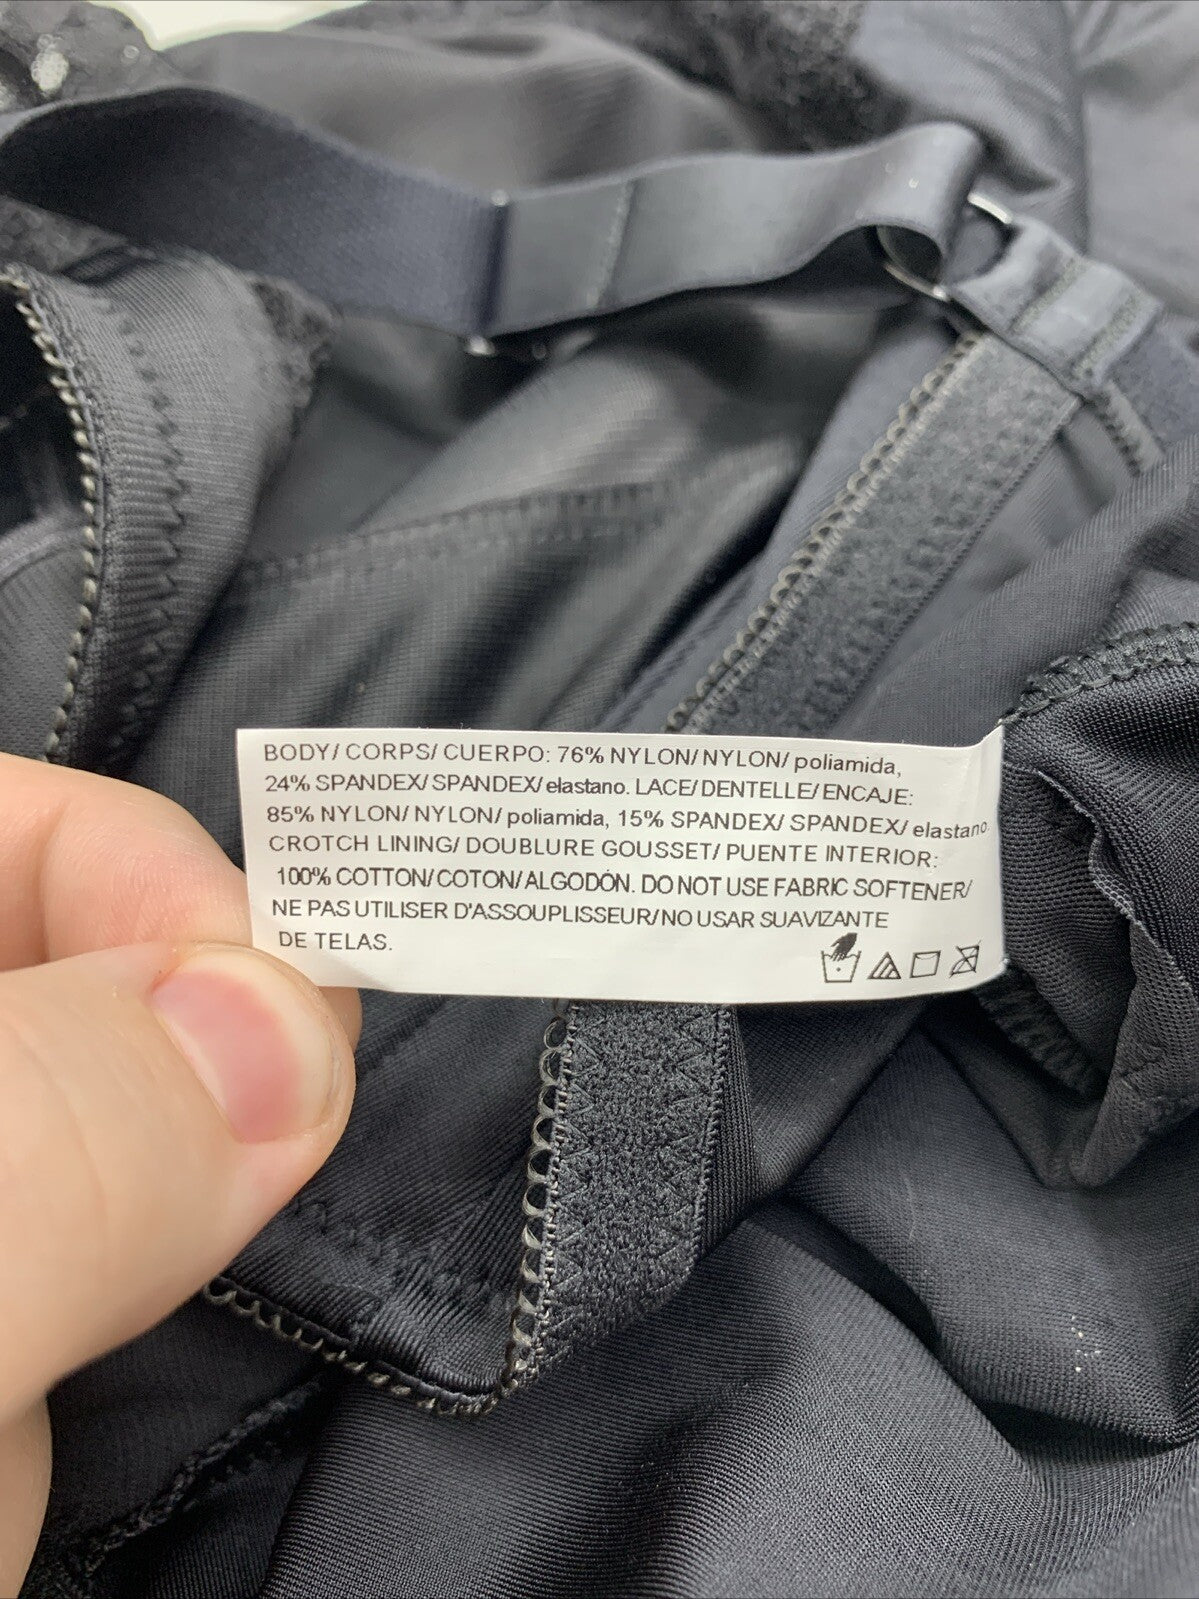 BODY/ CORPS/ CUERPO: 76% NYLON/ NYLON/ poliamida,
24% SPANDEX/ SPANDEX/ elastano. LACE/ DENTELLE/ ENCAJE:
85% NYLON/ NYLON/ poliamida, 15% SPANDEX/ SPANDEX/ elastano
CROTCH LINING/ DOUBLURE GOUSSET/ PUENTE INTERIOR:
100% COTTON/ COTON/ ALGODÓN. DO NOT USE FABRIC SOFTENER/
NE PAS UTILISER D'ASSOUPLISSEUR/NO USAR SUAVIZANTE
DE TELAS.